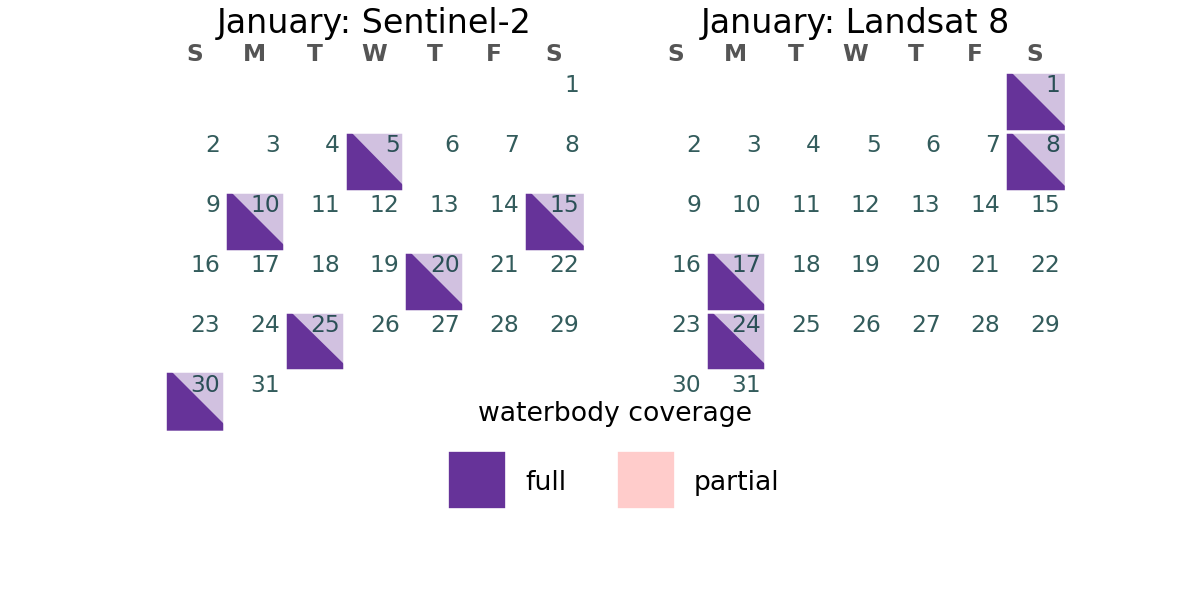 January: Sentinel-2
S M T W T F S
1
2 3 4 5 6 7 8
9 10 11 12 13 14 15
16 17 18 19 20 21 22
23 24 25 26 27 28 29
30 31
January: Landsat 8
S M T W T F S
1
2 3 4 5 6 7 8
9 10 11 12 13 14 15
16 17 18 19 20 21 22
23 24 25 26 27 28 29
30 31
waterbody coverage
full partial